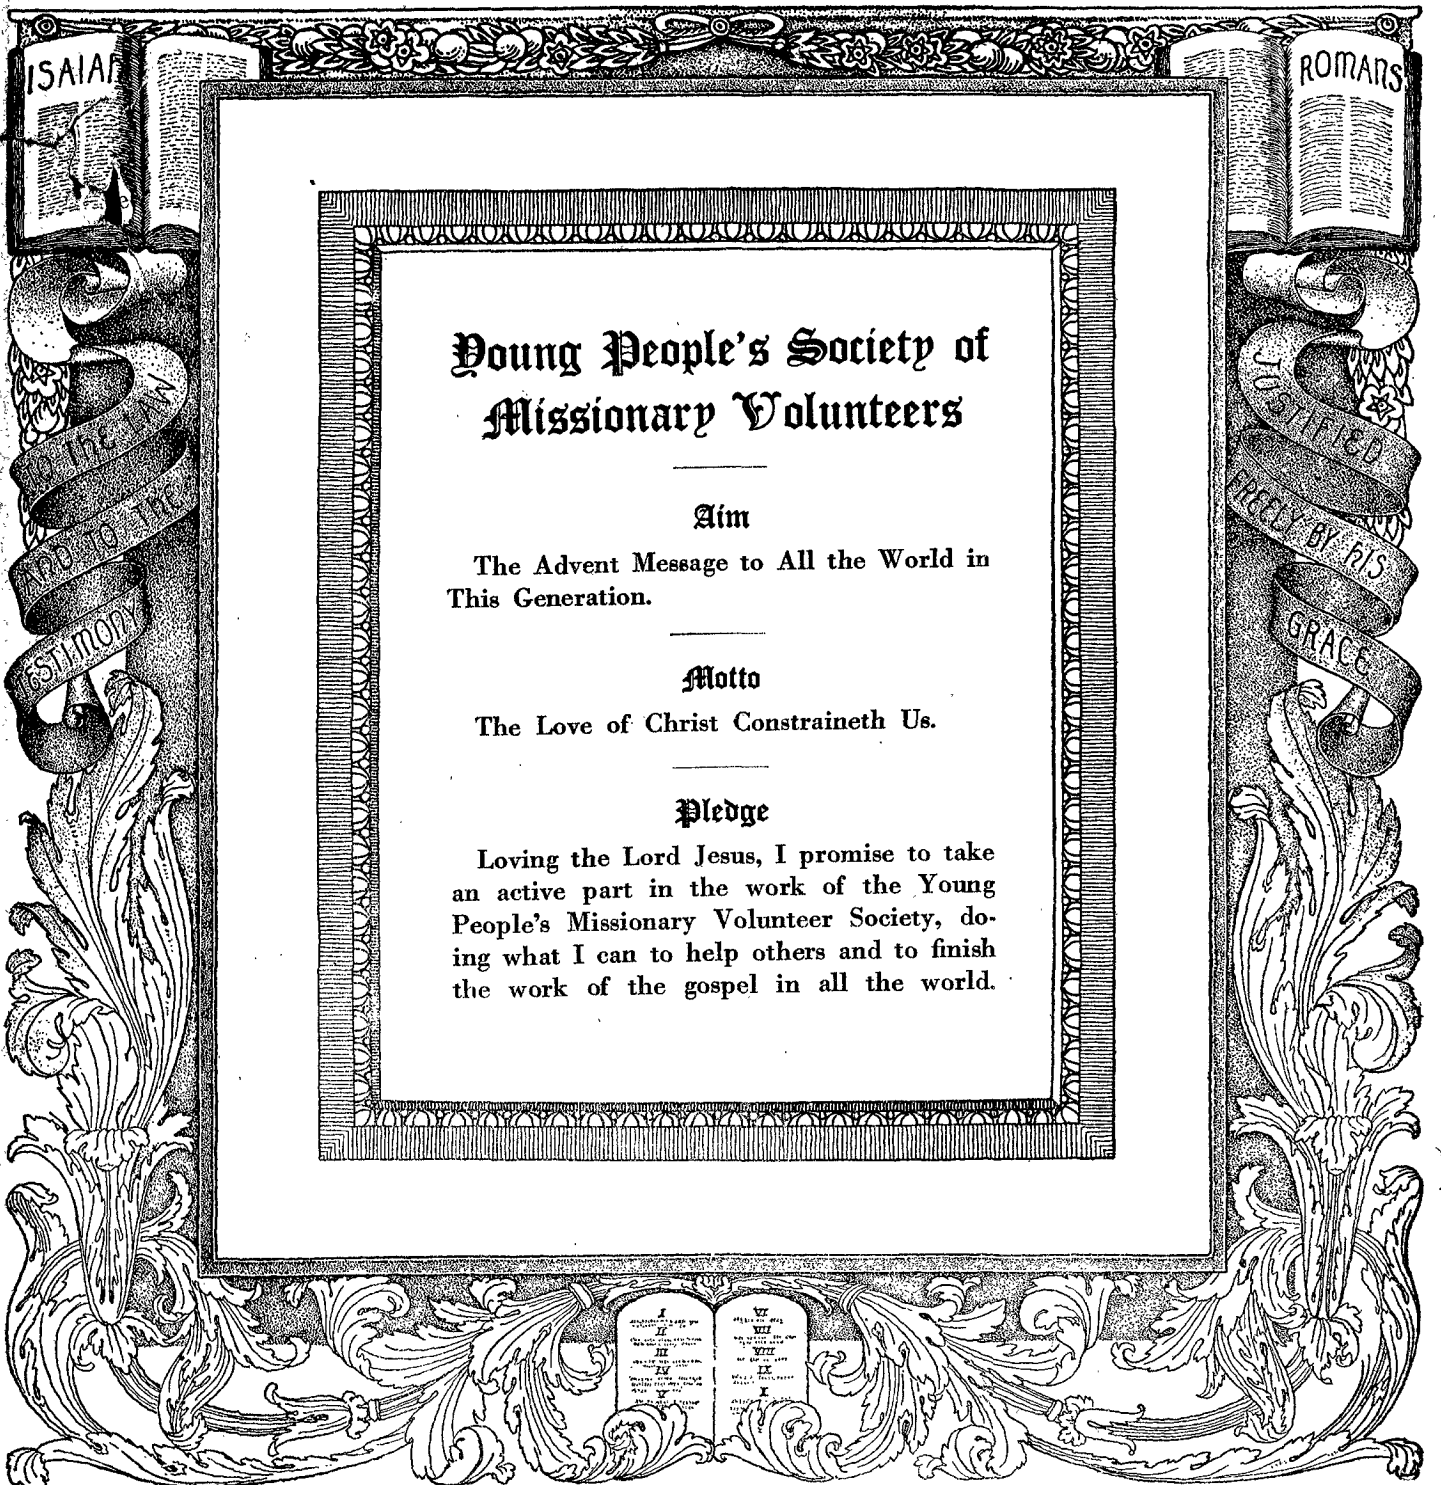 ISAIAH
ROMANS
TO THE LAW
AND TO THE
TESTIMONY
JUSTIFIED
FREELY BY HIS
GRACE
Young People's Society of
Missionary Volunteers
Aim
The Advent Message to All the World in
This Generation.
Motto
The Love of Christ Constraineth Us.
Pledge
Loving the Lord Jesus, I promise to take
an active part in the work of the Young
People's Missionary Volunteer Society, do-
ing what I can to help others and to finish
the work of the gospel in all the world.
I
II
III
IV
V
VI
VII
VIII
IX
X